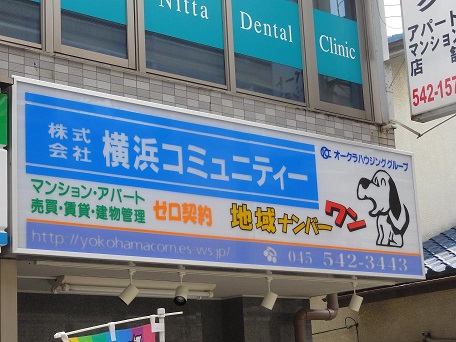 Nitta Dental Clinic
アパート
マンション
店
542-157
株式会社 横浜コミュニティー
オークラハウジンググループ
マンション・アパート
売買・賃貸・建物管理
ゼロ契約
地域ナンバーワン
http://yokohamacom.es-ws.jp/
045 542-3443